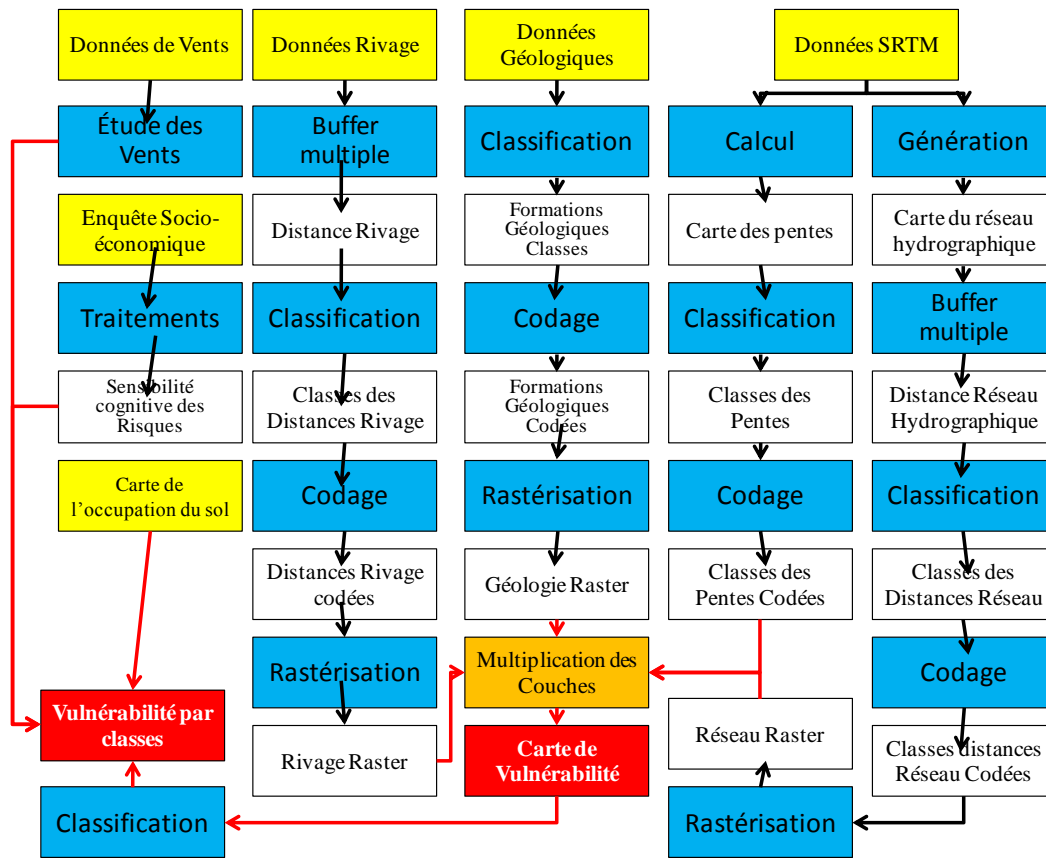 Données de Vents
Étude des
Vents
Enquête Socio-
économique
Traitements
Sensibilité
cognitive des
Risques
Carte de
l'occupation du sol
Vulnérabilité par
classes
Classification
Données Rivage
Buffer
multiple
Distance Rivage
Classification
Classes des
Distances Rivage
Codage
Distances Rivage
codées
Rastérisation
Rivage Raster
Données
Géologiques
Classification
Formations
Géologiques
Classes
Codage
Formations
Géologiques
Codées
Rastérisation
Géologie Raster
Multiplication des
Couches
Carte de
Vulnérabilité
Données SRTM
Calcul
Carte des pentes
Classification
Classes des
Pentes
Codage
Classes des
Pentes Codées
Réseau Raster
Rastérisation
Génération
Carte du réseau
hydrographique
Buffer
multiple
Distance Réseau
Hydrographique
Classification
Classes des
Distances Réseau
Codage
Classes distances
Réseau Codées